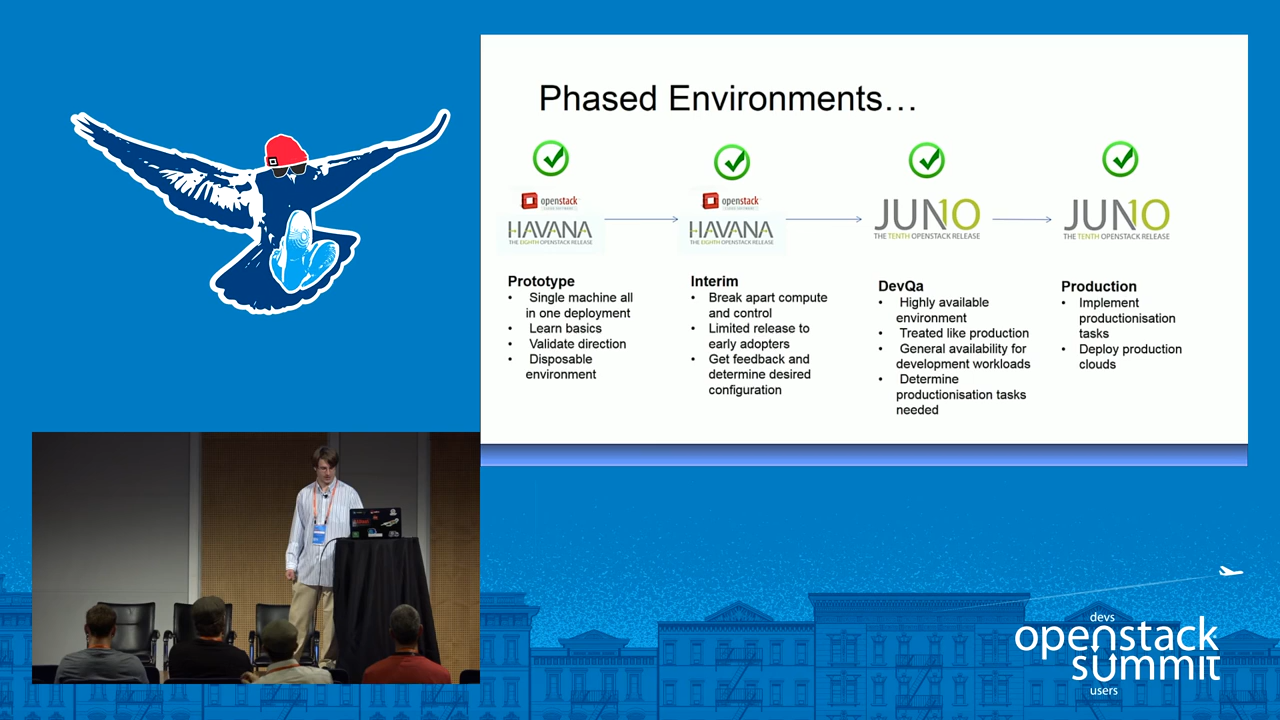 Phased Environments…
openstack
CLOUD SOFTWARE
HAVANA
THE EIGHTH OPENSTACK RELEASE
openstack
CLOUD SOFTWARE
HAVANA
THE EIGHTH OPENSTACK RELEASE
JUNO
THE TENTH OPENSTACK RELEASE
JUNO
THE TENTH OPENSTACK RELEASE
Prototype
• Single machine all
in one deployment
• Learn basics
• Validate direction
• Disposable
environment
Interim
• Break apart compute
and control
• Limited release to
early adopters
• Get feedback and
determine desired
configuration
DevQa
• Highly available
environment
• Treated like production
• General availability for
development workloads
• Determine
productionisation tasks
needed
Production
• Implement
productionisation
tasks
• Deploy production
clouds
devs
openstack
summit
users